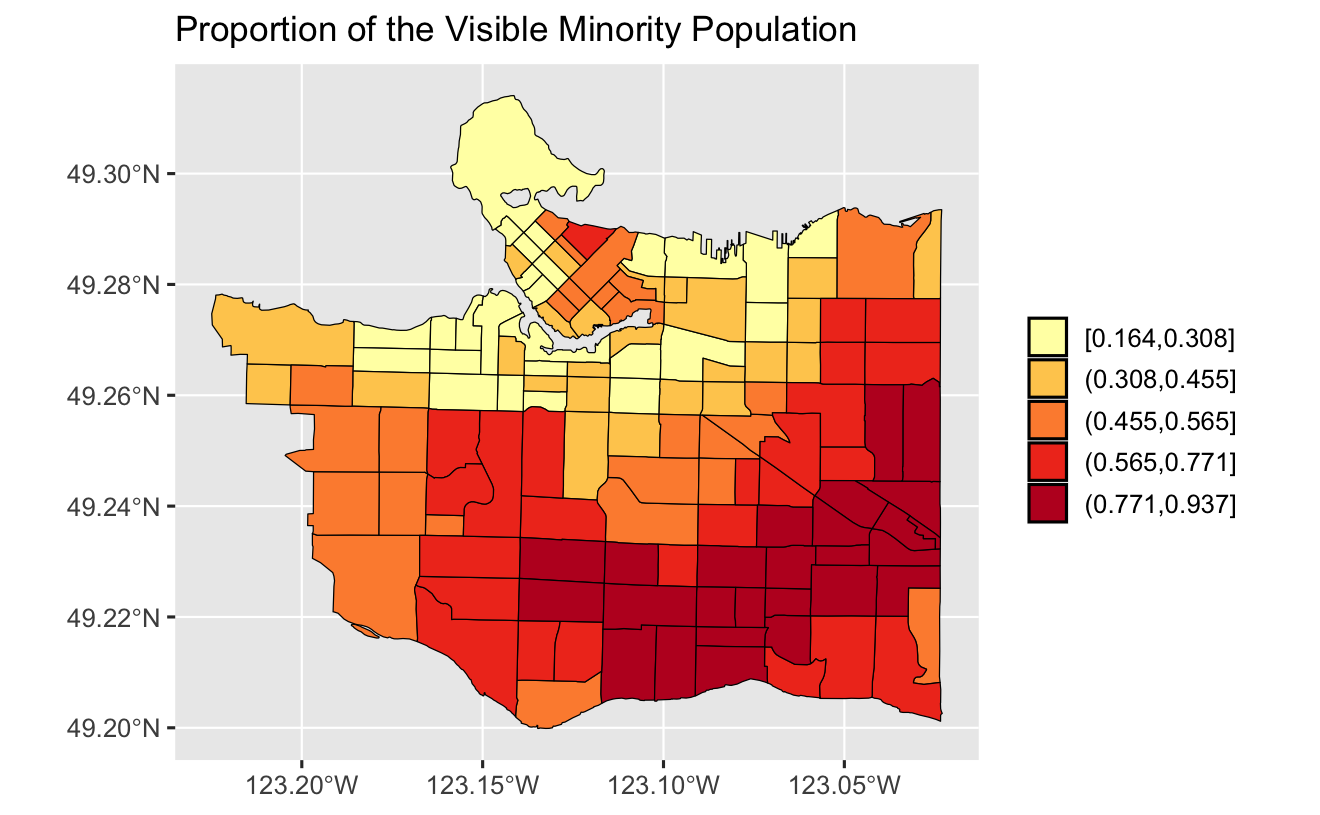 Proportion of the Visible Minority Population
49.30°N
49.28°N
49.26°N
49.24°N
49.22°N
49.20°N
123.20°W
123.15°W
123.10°W
123.05°W
[0.164,0.308]
(0.308,0.455]
(0.455,0.565]
(0.565,0.771]
(0.771,0.937]